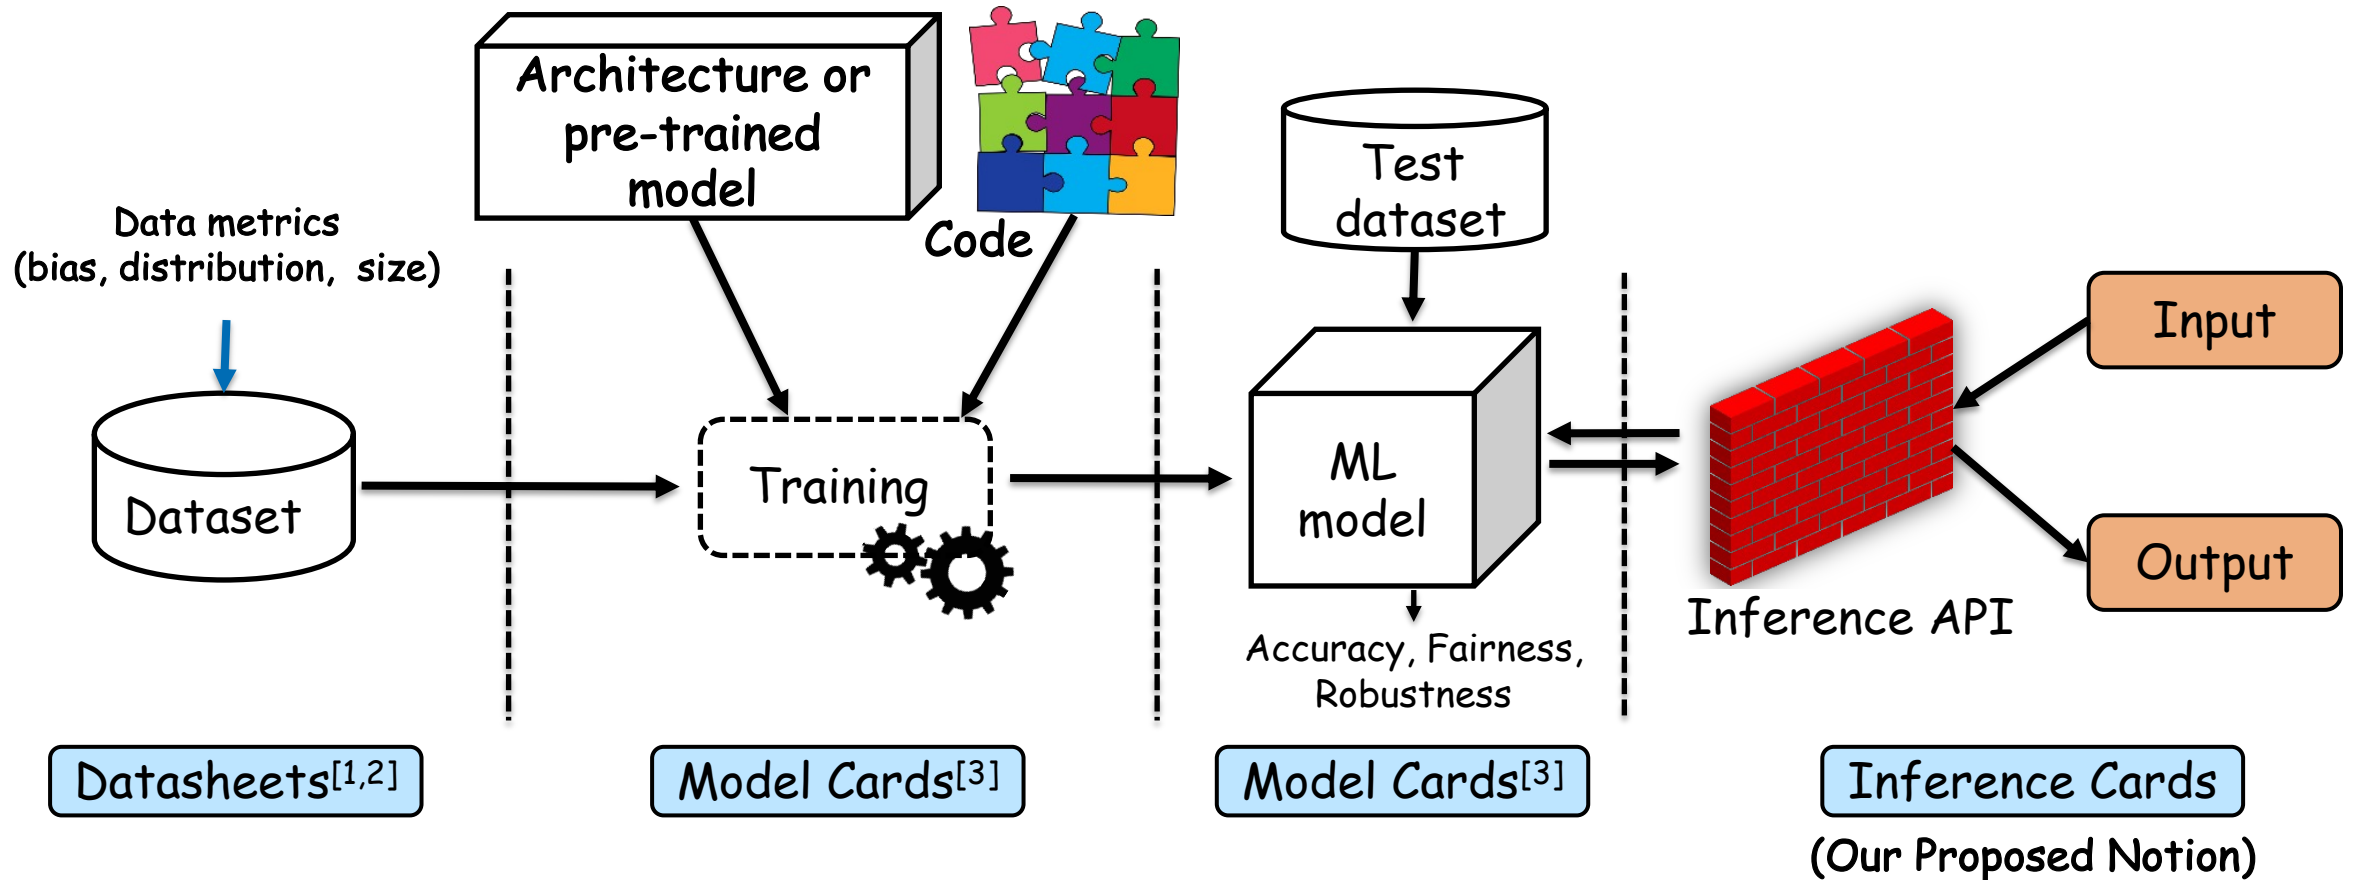 Data metrics
(bias, distribution, size)
Dataset
Architecture or
pre-trained
model
Code
Training
Test
dataset
ML
model
Accuracy, Fairness,
Robustness
Input
Output
Inference API
Datasheets[1,2]
Model Cards[3]
Model Cards[3]
Inference Cards
(Our Proposed Notion)